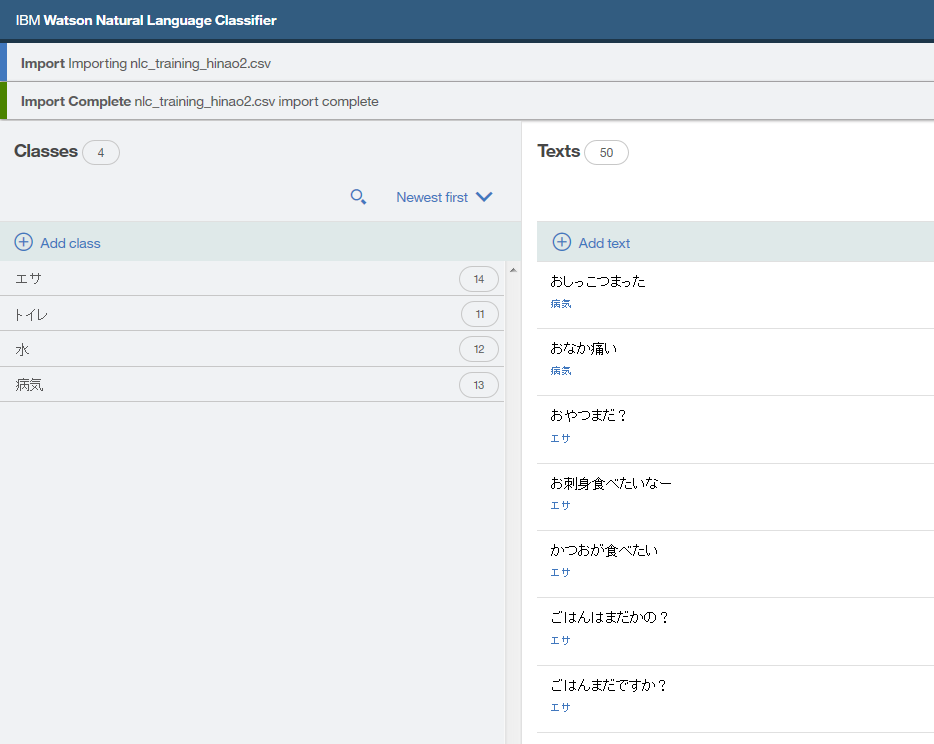 IBM Watson Natural Language Classifier
Import Importing nlc_training_hinao2.csv
Import Complete nlc_training_hinao2.csv import complete
Classes 4
Newest first
Add class
エサ 14
トイレ 11
水 12
病気 13
Texts 50
Add text
おしっこつまった
病気
おなか痛い
病気
おやつまだ？
エサ
お刺身食べたいなー
エサ
かつおが食べたい
エサ
ごはんはまだかの？
エサ
ごはんまだですか？
エサ